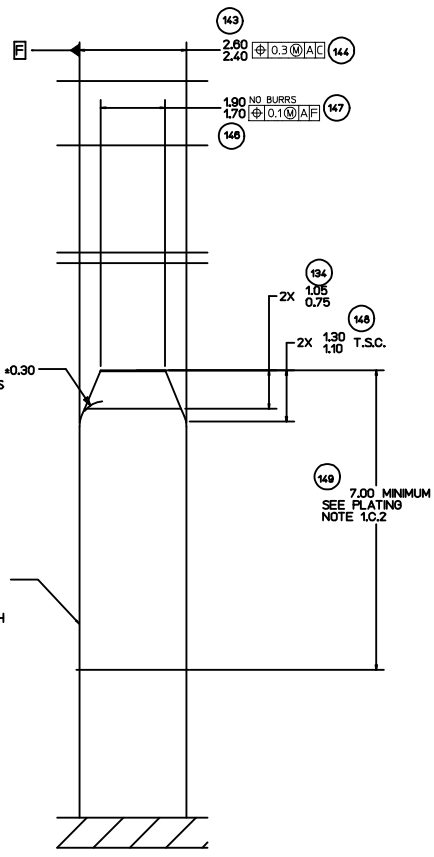 143
F
2.60
2.40 ⌖ 0.3 Ⓜ A C 144
1.90 NO BURRS
1.70 ⌖ 0.1 Ⓜ A F 147
146
134
2X 1.05
0.75
148
2X 1.30 T.S.C.
1.10
±0.30
S
149
7.00 MINIMUM
SEE PLATING
NOTE 1.C.2
H